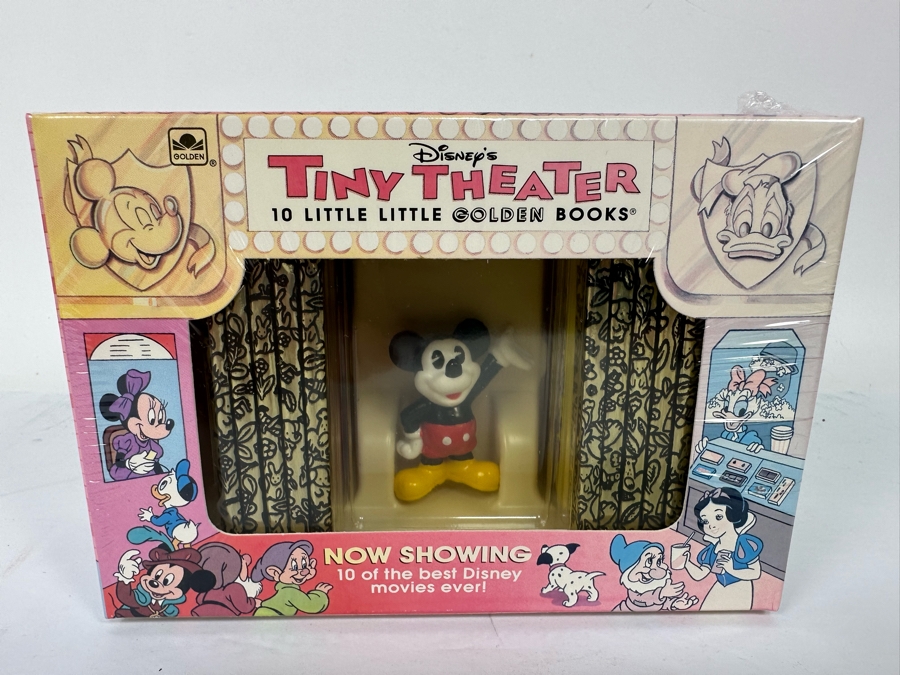 GOLDEN®
Disney's
TINY THEATER
10 LITTLE LITTLE GOLDEN BOOKS®
NOW SHOWING
10 of the best Disney
movies ever!